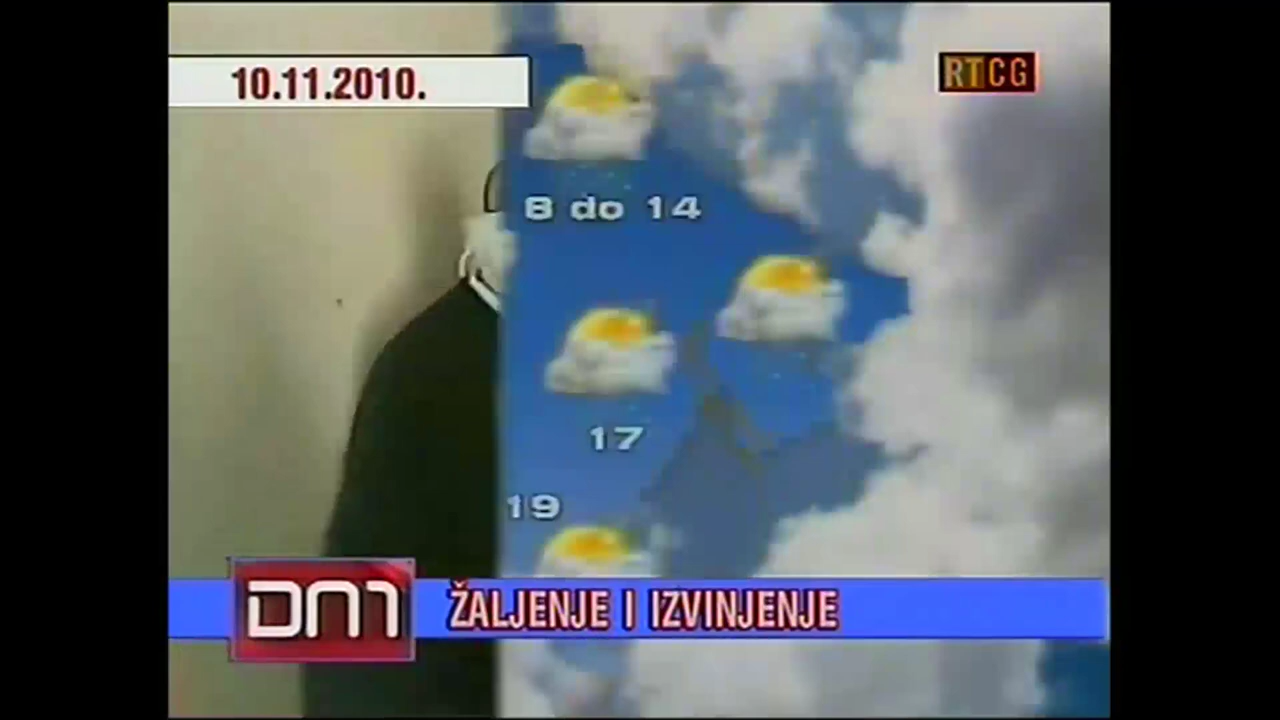 10.11.2010.
RTCG
8 do 14
17
19
DN1
ŽALJENJE I IZVINJENJE